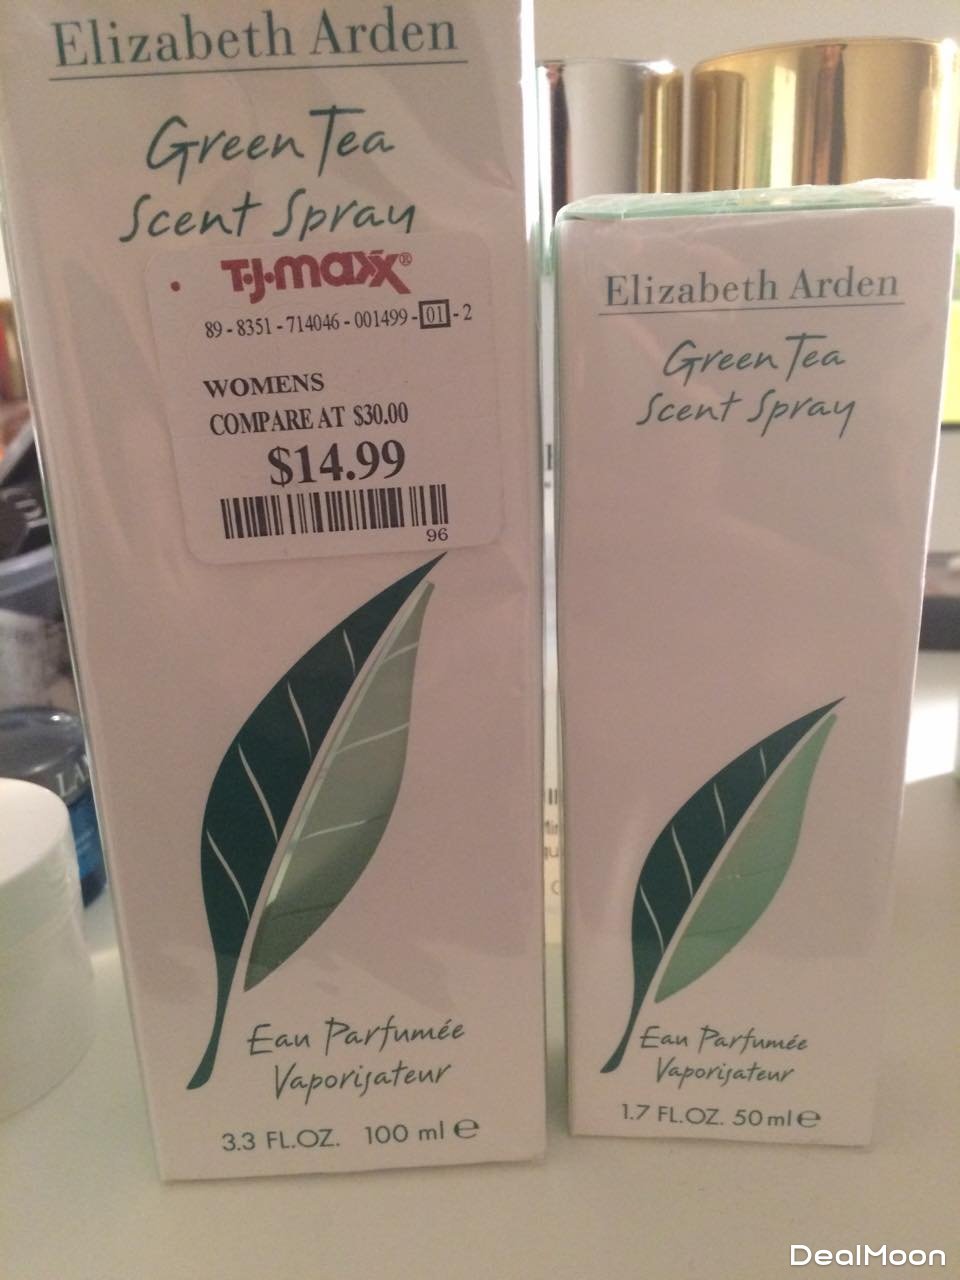 Elizabeth Arden
Green Tea
Scent Spray
T·J·maxx®
89-8351-714046-001499-01-2
WOMENS
COMPARE AT $30.00
$14.99
96
Eau Parfumée
Vaporisateur
3.3 FL.OZ. 100 ml e
Elizabeth Arden
Green Tea
Scent Spray
Eau Parfumée
Vaporisateur
1.7 FL.OZ. 50 ml e
DealMoon